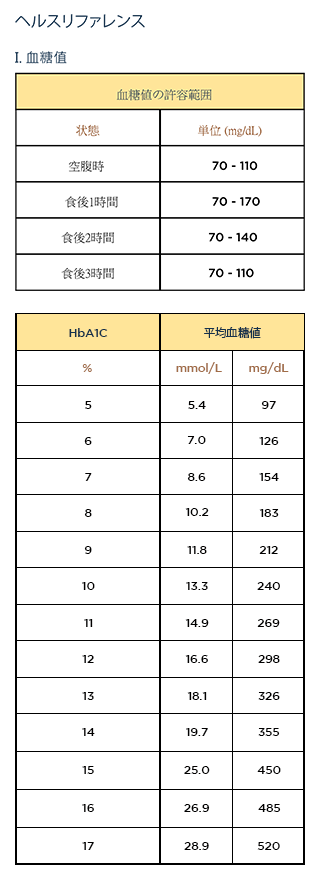 ヘルスリファレンス
I. 血糖値
血糖値の許容範囲
状態 単位 (mg/dL)
空腹時 70 - 110
食後1時間 70 - 170
食後2時間 70 - 140
食後3時間 70 - 110
HbA1C 平均血糖値
% mmol/L mg/dL
5 5.4 97
6 7.0 126
7 8.6 154
8 10.2 183
9 11.8 212
10 13.3 240
11 14.9 269
12 16.6 298
13 18.1 326
14 19.7 355
15 25.0 450
16 26.9 485
17 28.9 520